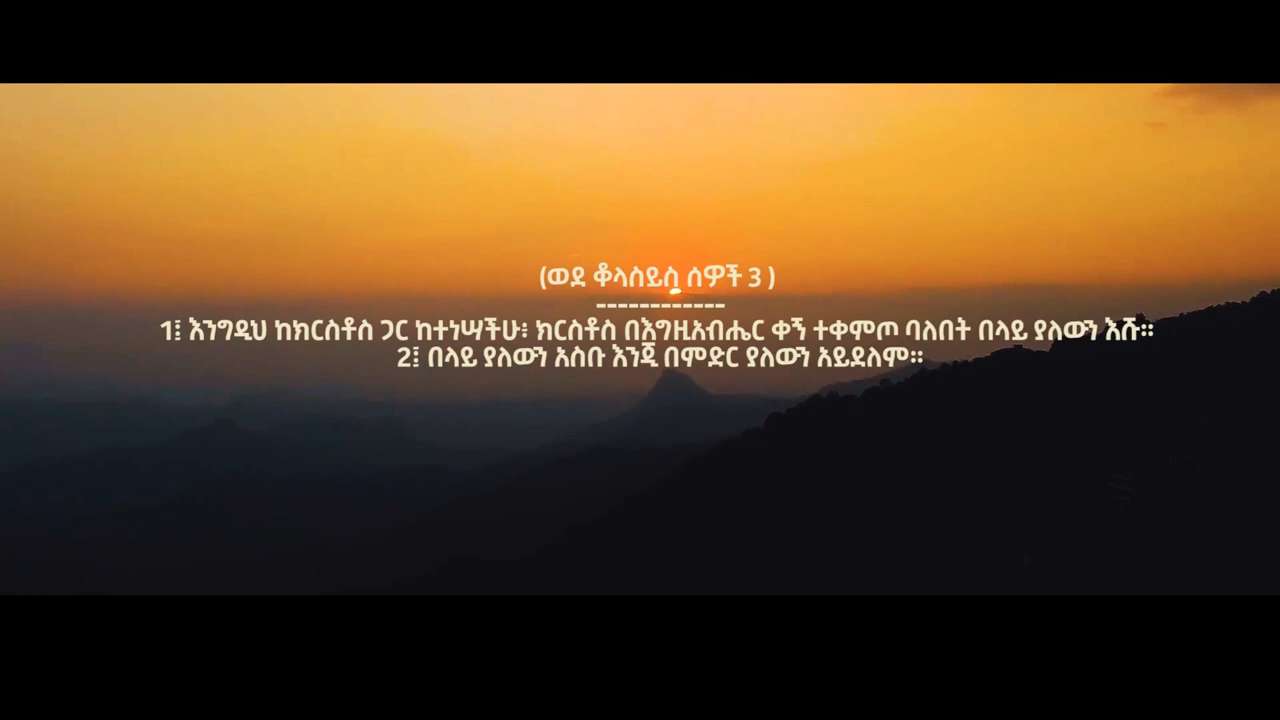 (ወደ ቆላስይስ ሰዎች 3 )
------------
1፤ እንግዲህ ከክርስቶስ ጋር ከተነሣችሁ፥ ክርስቶስ በእግዚአብሔር ቀኝ ተቀምጦ ባለበት በላይ ያለውን እሹ።
2፤ በላይ ያለውን አስቡ እንጂ በምድር ያለውን አይደለም።